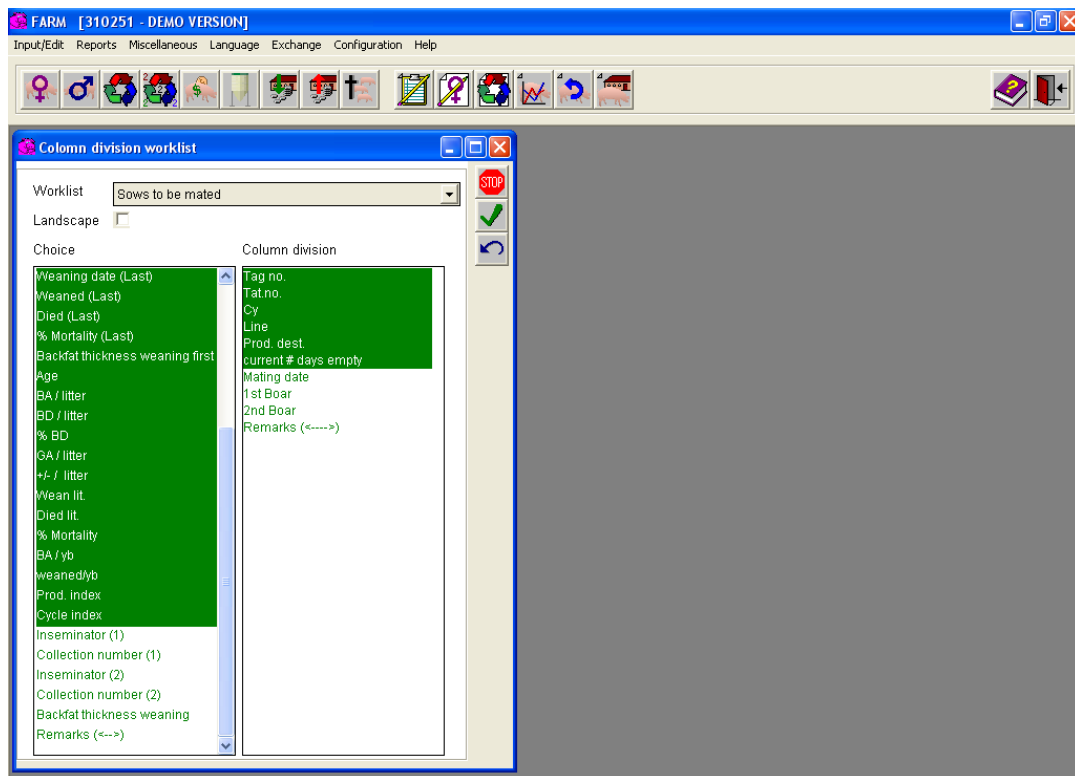 FARM [310251 - DEMO VERSION]
Input/Edit Reports Miscellaneous Language Exchange Configuration Help
Colomn division worklist
Worklist Sows to be mated
STOP
Landscape
Choice
Column division
Weaning date (Last)
Weaned (Last)
Died (Last)
% Mortality (Last)
Backfat thickness weaning first
Age
BA / litter
BD / litter
% BD
GA / litter
+/- / litter
Wean lit.
Died lit.
% Mortality
BA / yb
weaned/yb
Prod. index
Cycle index
Inseminator (1)
Collection number (1)
Inseminator (2)
Collection number (2)
Backfat thickness weaning
Remarks (<-->)
Tag no.
Tat.no.
Cy
Line
Prod. dest.
current # days empty
Mating date
1st Boar
2nd Boar
Remarks (<---->)